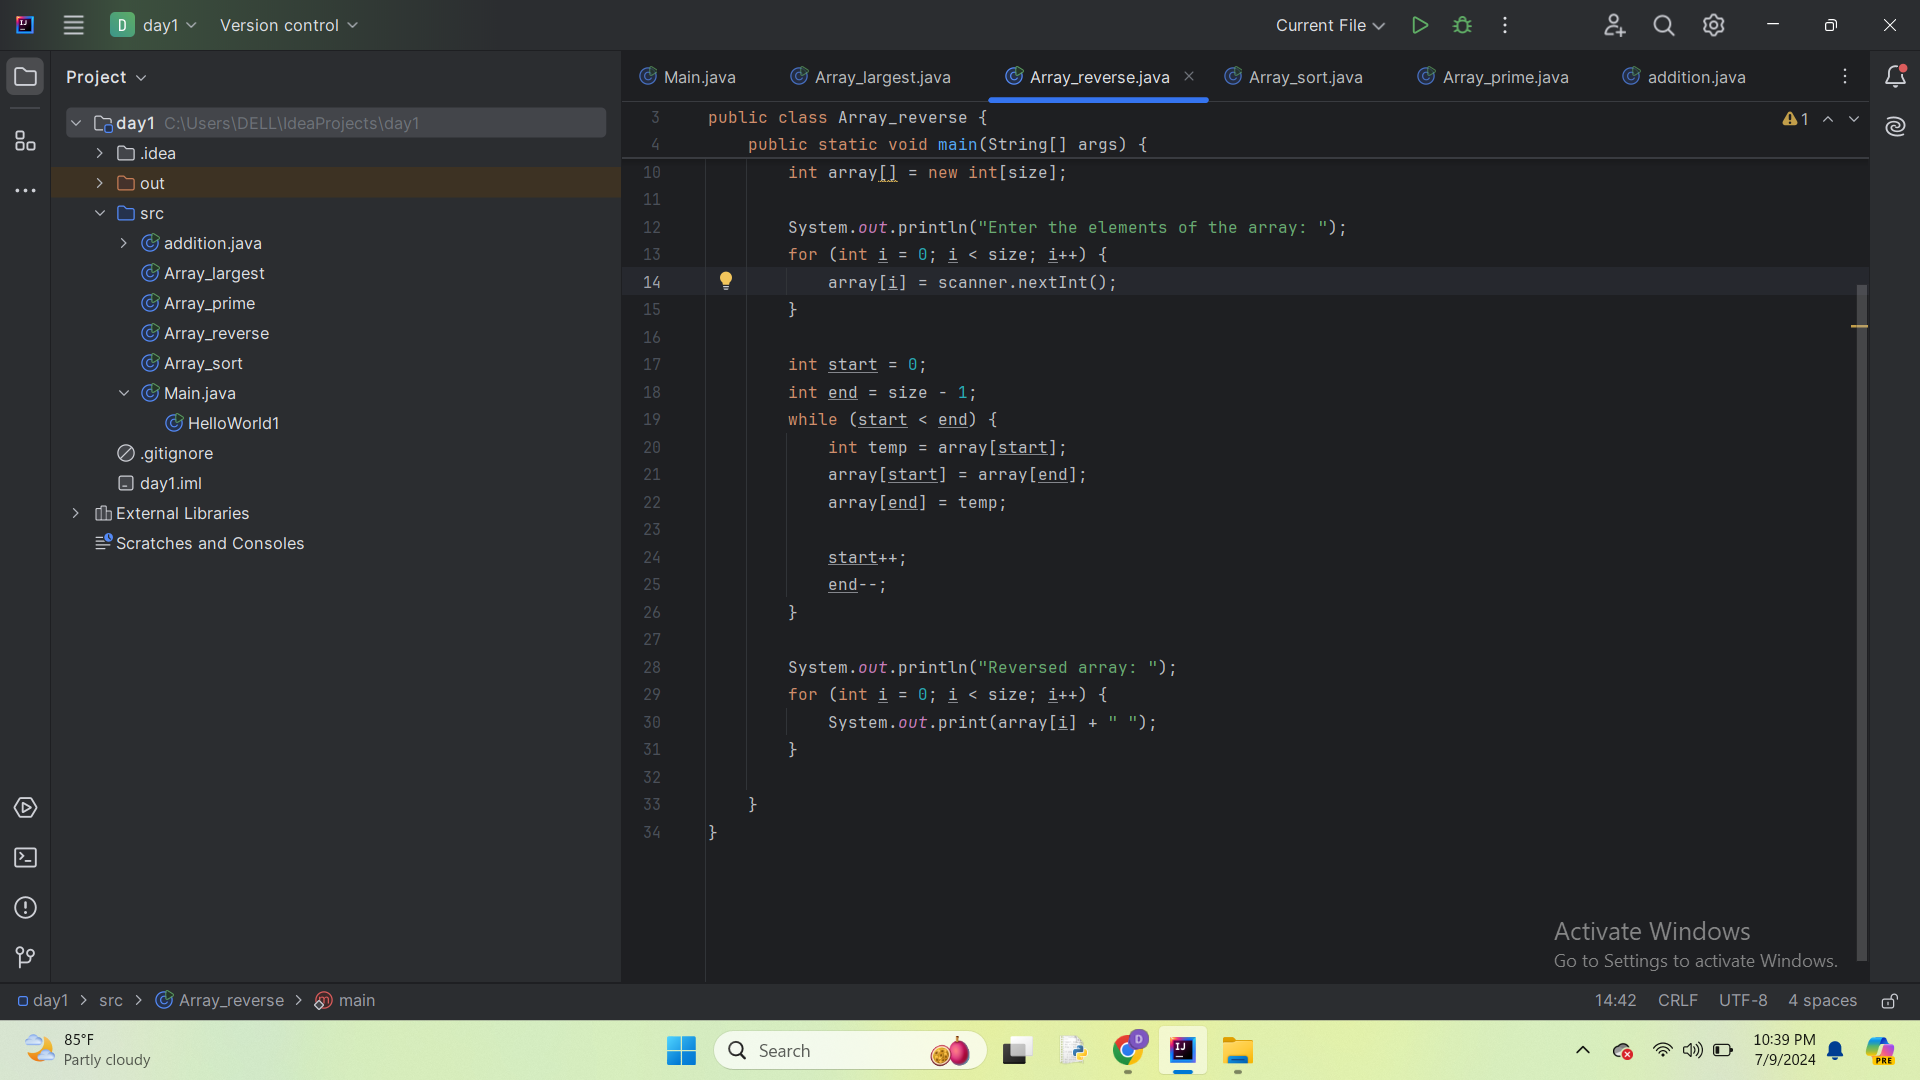 D day1 Version control Current File
Project
day1 C:\Users\DELL\IdeaProjects\day1
.idea
out
src
addition.java
Array_largest
Array_prime
Array_reverse
Array_sort
Main.java
HelloWorld1
.gitignore
day1.iml
External Libraries
Scratches and Consoles
Main.java Array_largest.java Array_reverse.java Array_sort.java Array_prime.java addition.java
1
3 public class Array_reverse {
4 public static void main(String[] args) {
10 int array[] = new int[size];
11
12 System.out.println("Enter the elements of the array: ");
13 for (int i = 0; i < size; i++) {
14 array[i] = scanner.nextInt();
15 }
16
17 int start = 0;
18 int end = size - 1;
19 while (start < end) {
20 int temp = array[start];
21 array[start] = array[end];
22 array[end] = temp;
23
24 start++;
25 end--;
26 }
27
28 System.out.println("Reversed array: ");
29 for (int i = 0; i < size; i++) {
30 System.out.print(array[i] + " ");
31 }
32
33 }
34 }
Activate Windows
Go to Settings to activate Windows.
day1 > src > Array_reverse > main 14:42 CRLF UTF-8 4 spaces
85°F
Partly cloudy
Search
D
IJ
PRE
10:39 PM
7/9/2024